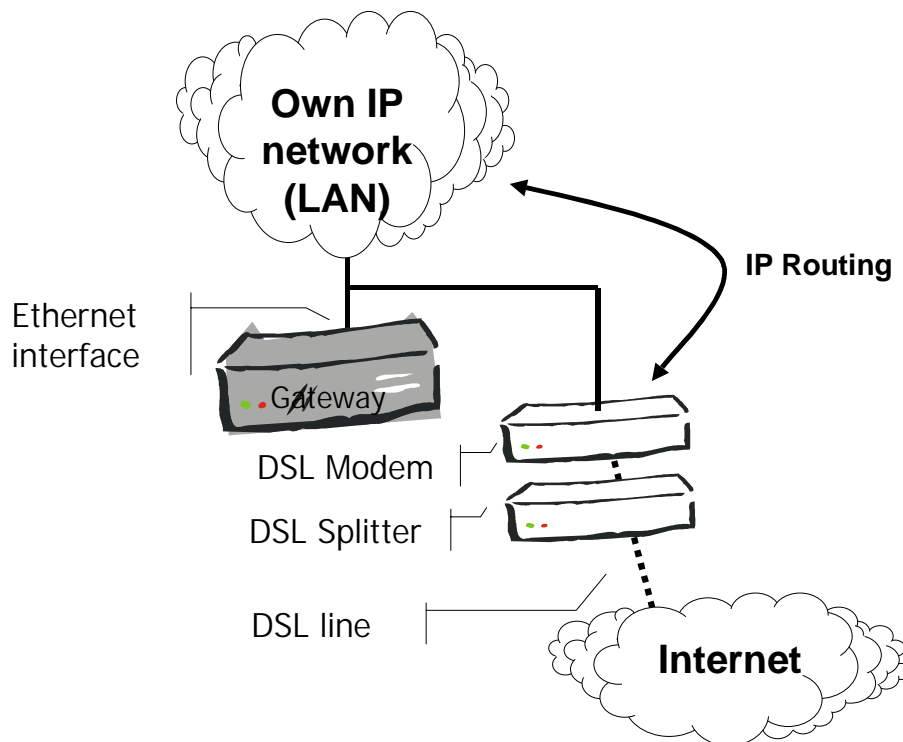 Own IP
network
(LAN)
IP Routing
Ethernet
interface
Gateway
DSL Modem
DSL Splitter
DSL line
Internet